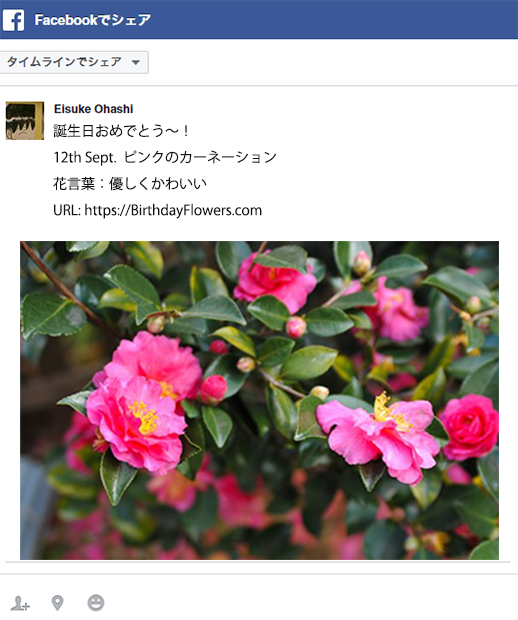 Facebookでシェア
タイムラインでシェア
Eisuke Ohashi
誕生日おめでとう〜！
12th Sept. ピンクのカーネーション
花言葉：優しくかわいい
URL: https://BirthdayFlowers.com